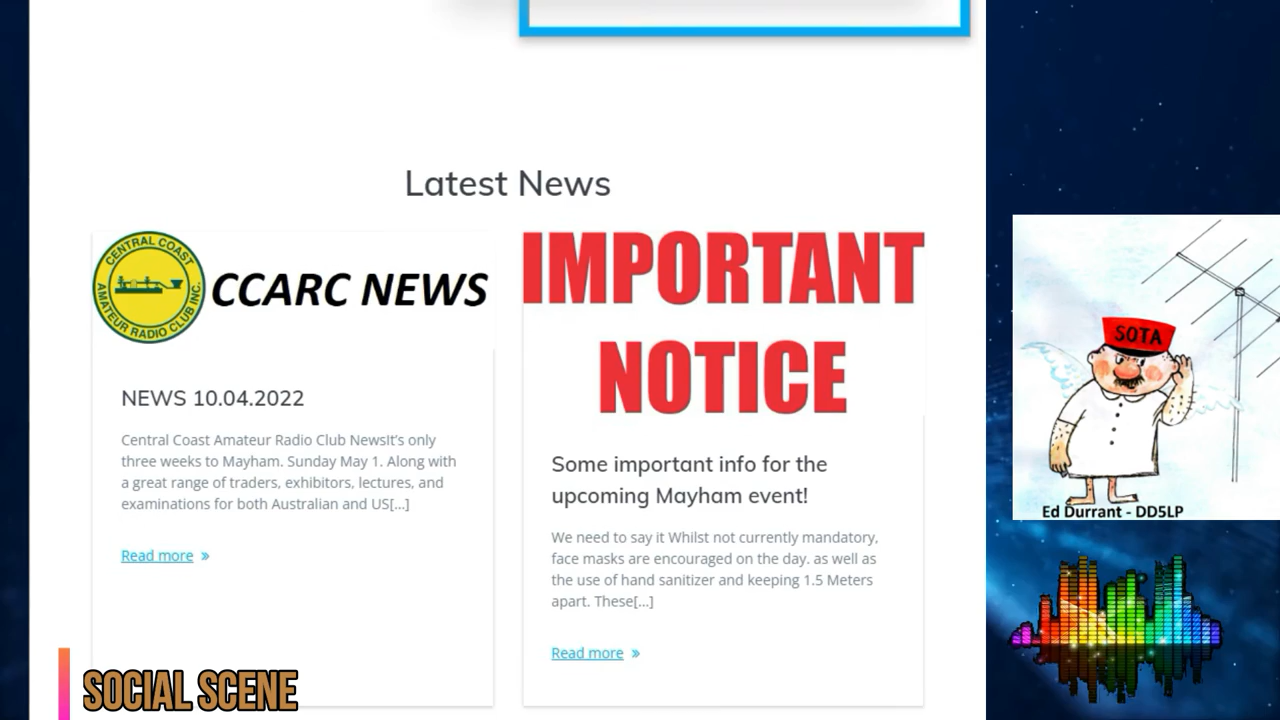 Latest News
CENTRAL COAST
AMATEUR RADIO CLUB INC.
CCARC NEWS
NEWS 10.04.2022
Central Coast Amateur Radio Club NewsIt's only
three weeks to Mayham. Sunday May 1. Along with
a great range of traders, exhibitors, lectures, and
examinations for both Australian and US[...]
Read more »
IMPORTANT
NOTICE
Some important info for the
upcoming Mayham event!
We need to say it Whilst not currently mandatory,
face masks are encouraged on the day. as well as
the use of hand sanitizer and keeping 1.5 Meters
apart. These[...]
Read more »
SOTA
Ed Durrant - DD5LP
SOCIAL SCENE